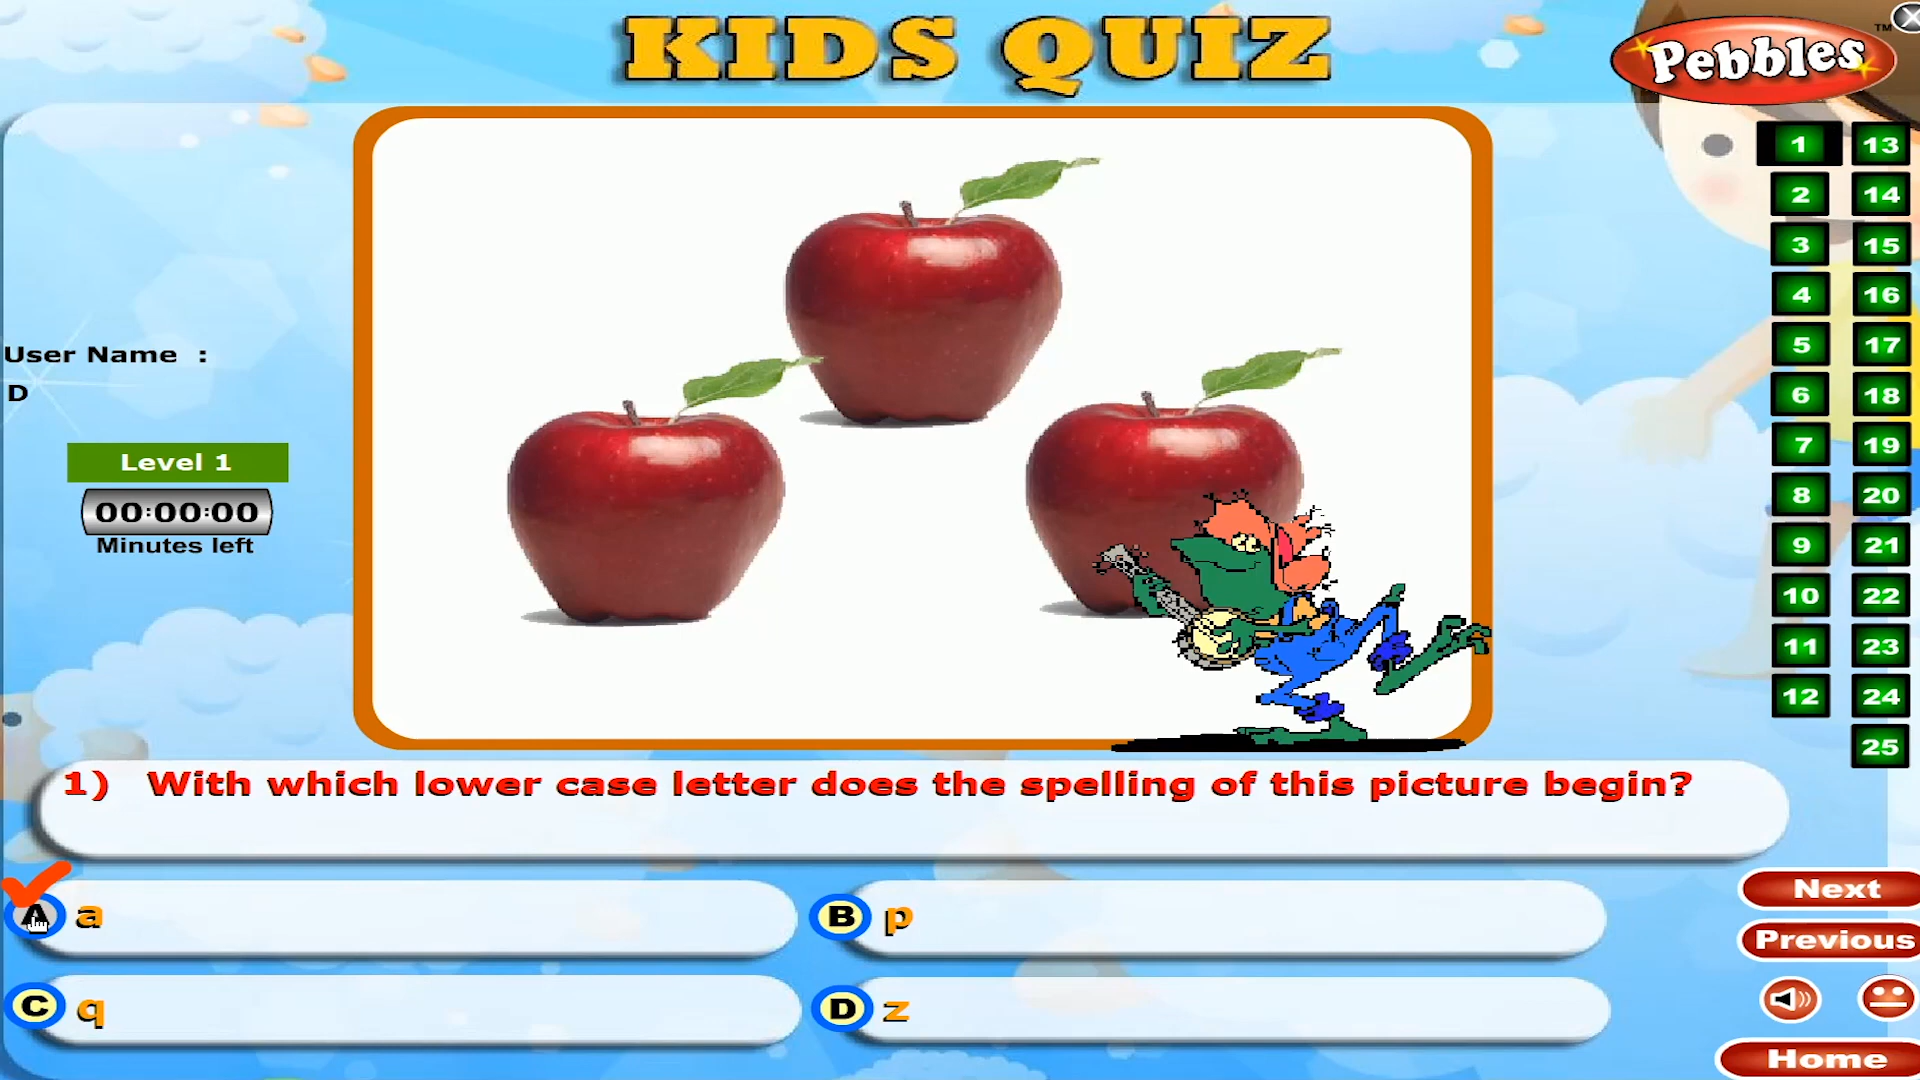 KIDS QUIZ
Pebbles™
User Name :
D
Level 1
00:00:00
Minutes left
1 13
2 14
3 15
4 16
5 17
6 18
7 19
8 20
9 21
10 22
11 23
12 24
25
1) With which lower case letter does the spelling of this picture begin?
A a
B p
C q
D z
Next
Previous
Home